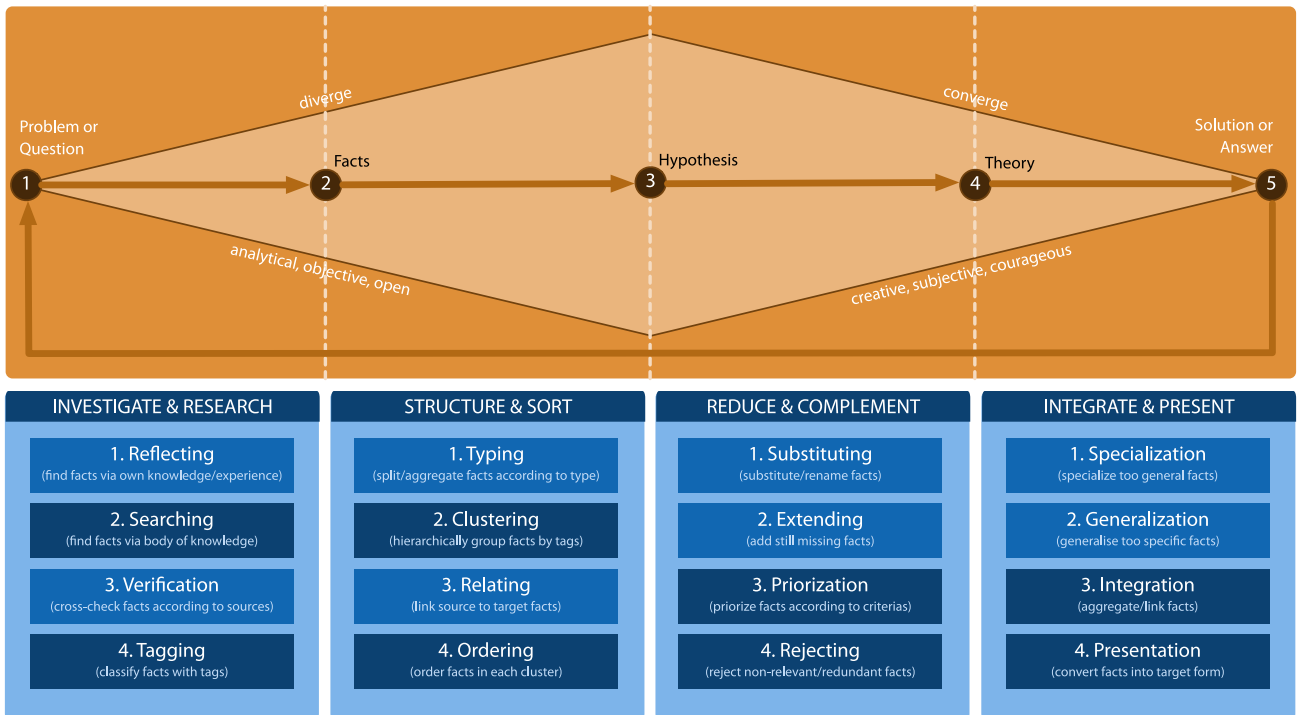 diverge
converge
Problem or
Question
Solution or
Answer
Facts
Hypothesis
Theory
1
2
3
4
5
analytical, objective, open
creative, subjective, courageous
INVESTIGATE & RESEARCH
1. Reflecting
(find facts via own knowledge/experience)
2. Searching
(find facts via body of knowledge)
3. Verification
(cross-check facts according to sources)
4. Tagging
(classify facts with tags)
STRUCTURE & SORT
1. Typing
(split/aggregate facts according to type)
2. Clustering
(hierarchically group facts by tags)
3. Relating
(link source to target facts)
4. Ordering
(order facts in each cluster)
REDUCE & COMPLEMENT
1. Substituting
(substitute/rename facts)
2. Extending
(add still missing facts)
3. Priorization
(priorize facts according to criterias)
4. Rejecting
(reject non-relevant/redundant facts)
INTEGRATE & PRESENT
1. Specialization
(specialize too general facts)
2. Generalization
(generalise too specific facts)
3. Integration
(aggregate/link facts)
4. Presentation
(convert facts into target form)